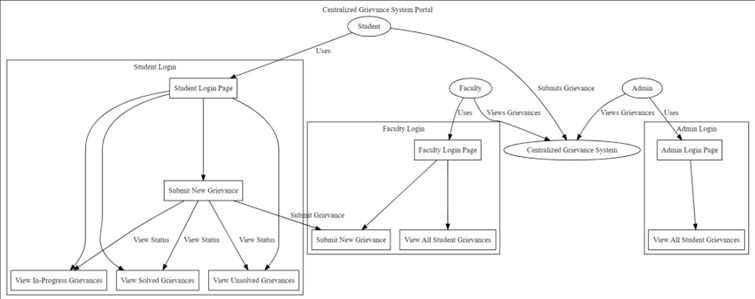 Centralized Grievance System Portal
Student
Uses
Student Login
Student Login Page
Faculty
Submits Grievance
Admin
Uses
Views Grievances
Views Grievances
Uses
Faculty Login
Admin Login
Faculty Login Page
Centralized Grievance System
Admin Login Page
Submit New Grievance
Submit Grievance
View Status
View Status
View Status
Submit New Grievance
View All Student Grievances
View All Student Grievances
View In-Progress Grievances
View Solved Grievances
View Unsolved Grievances